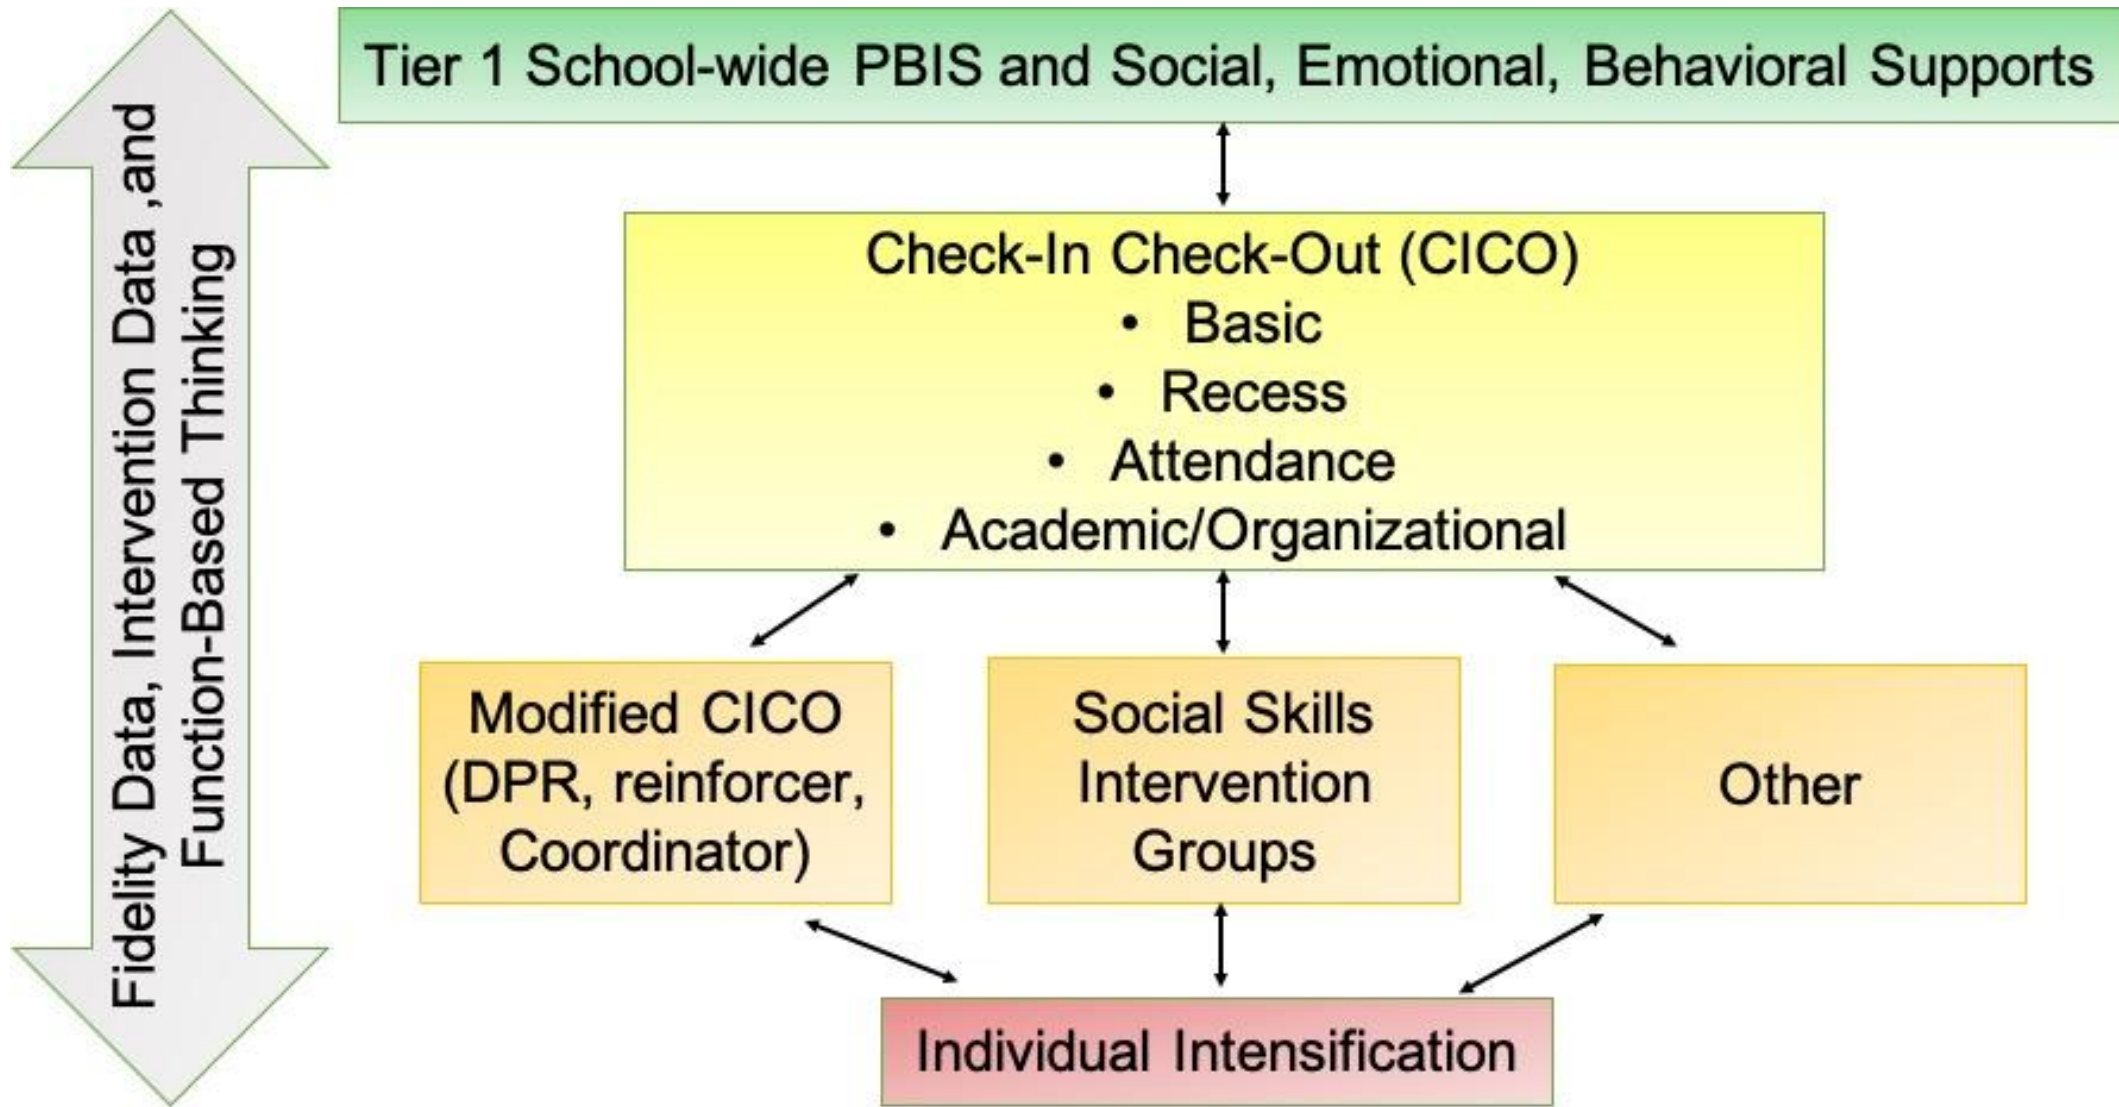 Fidelity Data, Intervention Data ,and
Function-Based Thinking
Tier 1 School-wide PBIS and Social, Emotional, Behavioral Supports
Check-In Check-Out (CICO)
• Basic
• Recess
• Attendance
• Academic/Organizational
Modified CICO
(DPR, reinforcer,
Coordinator)
Social Skills
Intervention
Groups
Other
Individual Intensification